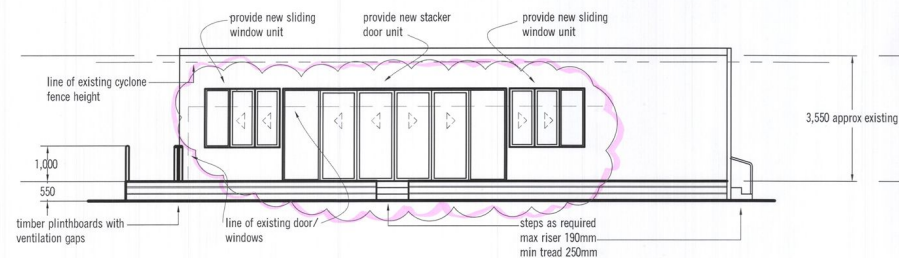 provide new sliding
window unit
provide new stacker
door unit
provide new sliding
window unit
line of existing cyclone
fence height
3,550 approx existing
1,000
550
timber plinthboards with
ventilation gaps
line of existing door/
windows
steps as required
max riser 190mm
min tread 250mm